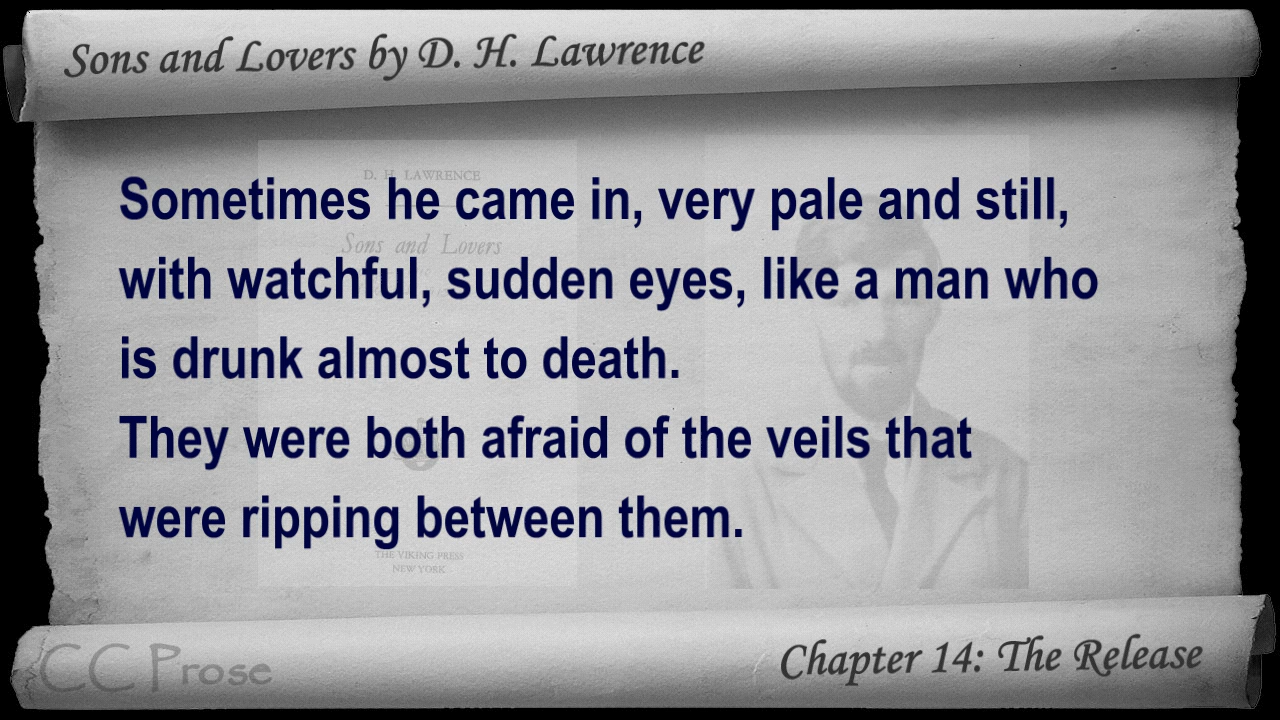 Sons and Lovers by D. H. Lawrence
D. H. LAWRENCE
Sometimes he came in, very pale and still,
Sons and Lovers
with watchful, sudden eyes, like a man who
is drunk almost to death.
They were both afraid of the veils that
were ripping between them.
THE VIKING PRESS
NEW YORK
CC Prose
Chapter 14: The Release